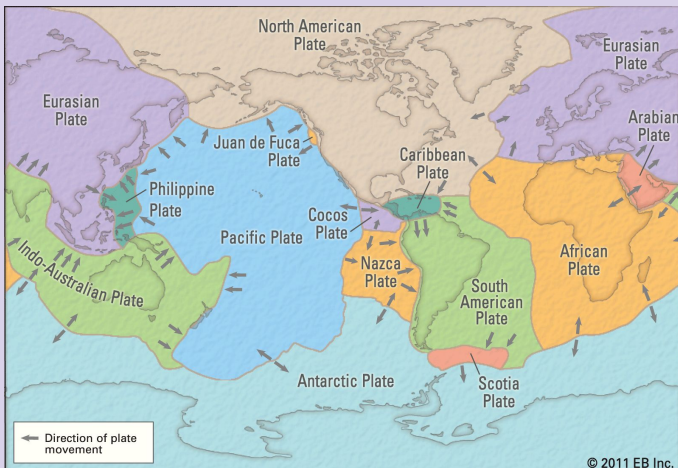 North American
Plate
Eurasian
Plate
Eurasian
Plate
Arabian
Plate
Juan de Fuca
Plate
Caribbean
Plate
Philippine
Plate
Cocos
Plate
Pacific Plate
Indo-Australian Plate
Nazca
Plate
African
Plate
South
American
Plate
Antarctic Plate
Scotia
Plate
Direction of plate
movement
© 2011 EB Inc.